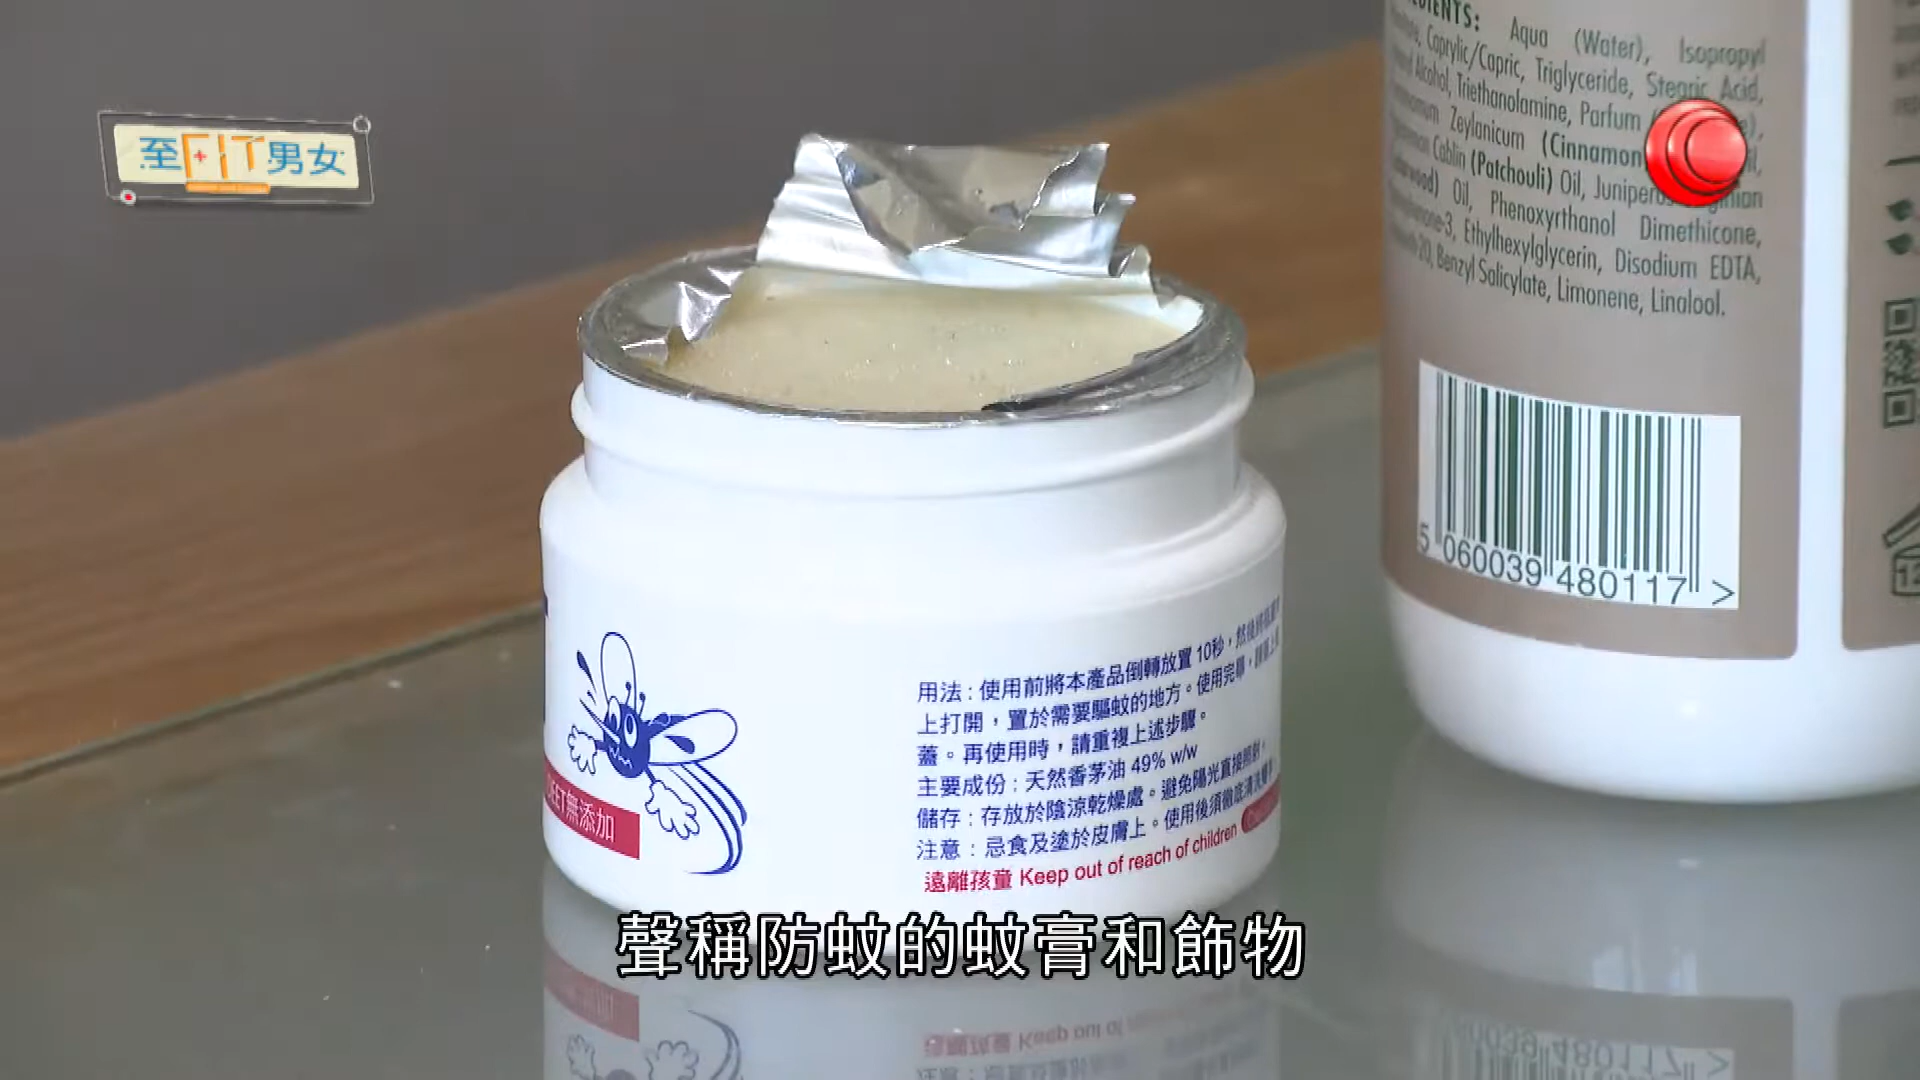 至FIT男女
Aqua (Water), Isopropyl
Caprylic/Capric, Triglyceride, Stearic Acid,
Alcohol, Triethanolamine, Parfum
Zeylanicum (Cinnamon
Cablin (Patchouli) Oil,
Oil, Phenoxyrthanol Dimethicone,
Ethylhexylglycerin, Disodium EDTA,
Benzyl Salicylate, Limonene, Linalool.
5 060039 480117 >
DEET無添加
用法 : 使用前將本產品倒轉放置 10秒，然後
上打開，置於需要驅蚊的地方。使用完畢，
蓋。再使用時，請重複上述步驟。
主要成份 : 天然香茅油 49% w/w
儲存 : 存放於陰涼乾燥處。避免陽光直接照射。
注意 : 忌食及塗於皮膚上。使用後須徹底清洗
遠離孩童 Keep out of reach of children
聲稱防蚊的蚊膏和飾物